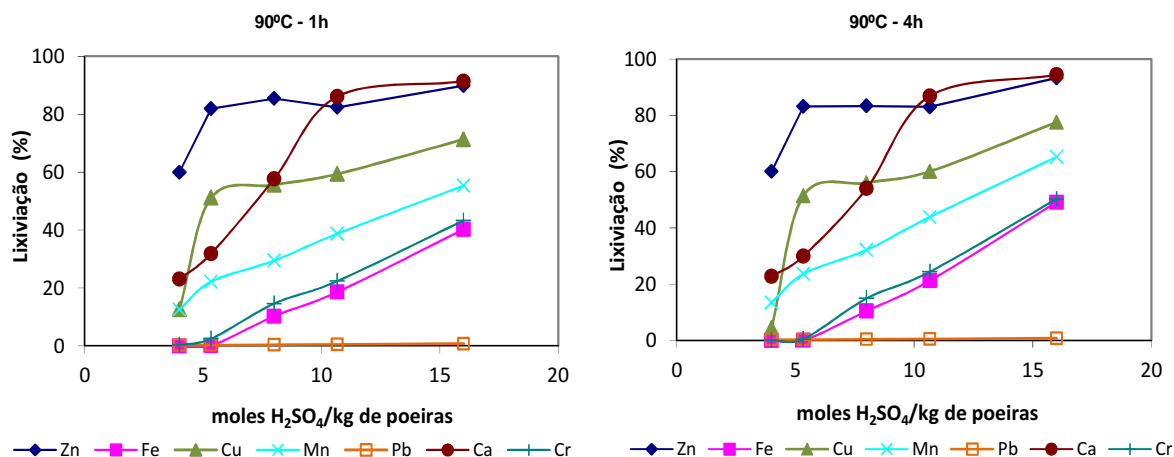 90ºC - 1h
100
80
60
40
20
0
Lixiviação (%)
0 5 10 15 20
moles H₂SO₄/kg de poeiras
Zn Fe Cu Mn Pb Ca Cr
90ºC - 4h
100
80
60
40
20
0
Lixiviação (%)
0 5 10 15 20
moles H₂SO₄/kg de poeiras
Zn Fe Cu Mn Pb Ca Cr